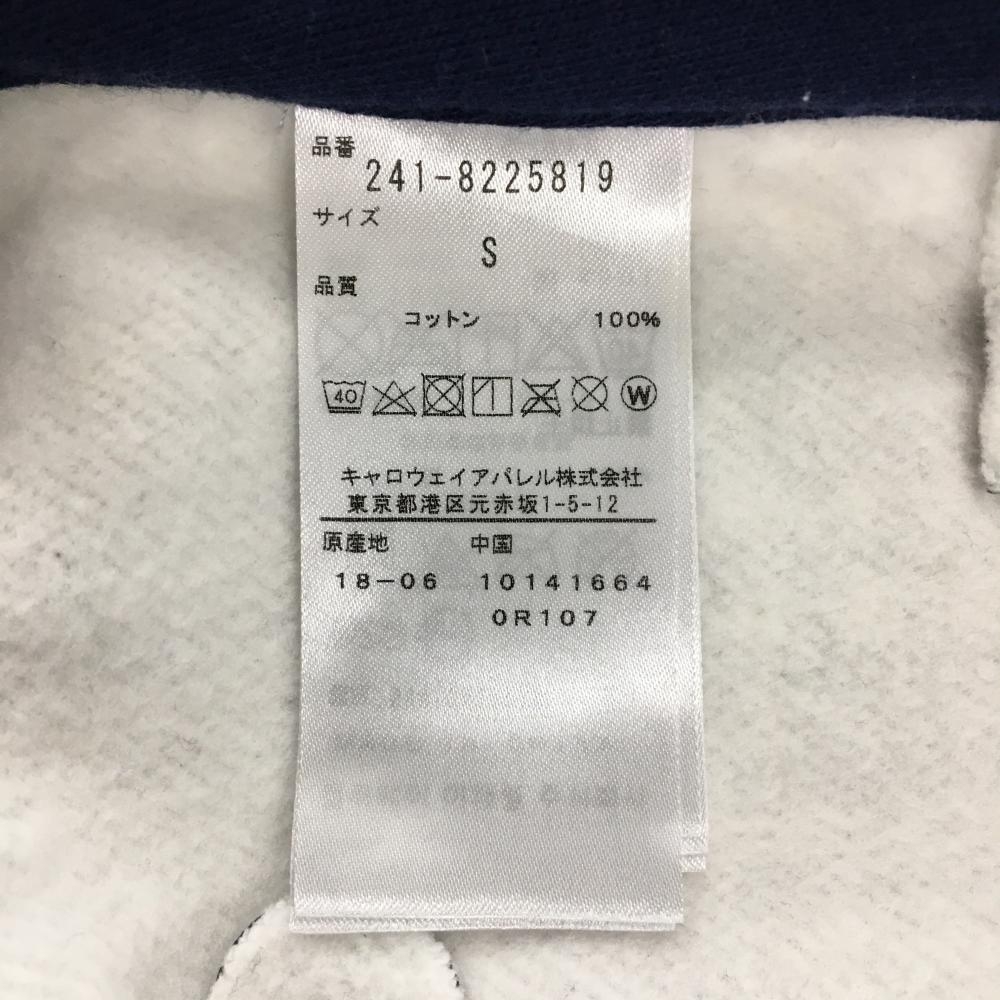 品番
241-8225819
サイズ
S
品質
コットン 100%
40 W
キャロウェイアパレル株式会社
東京都港区元赤坂1-5-12
原産地 中国
18-06 10141664
0R107